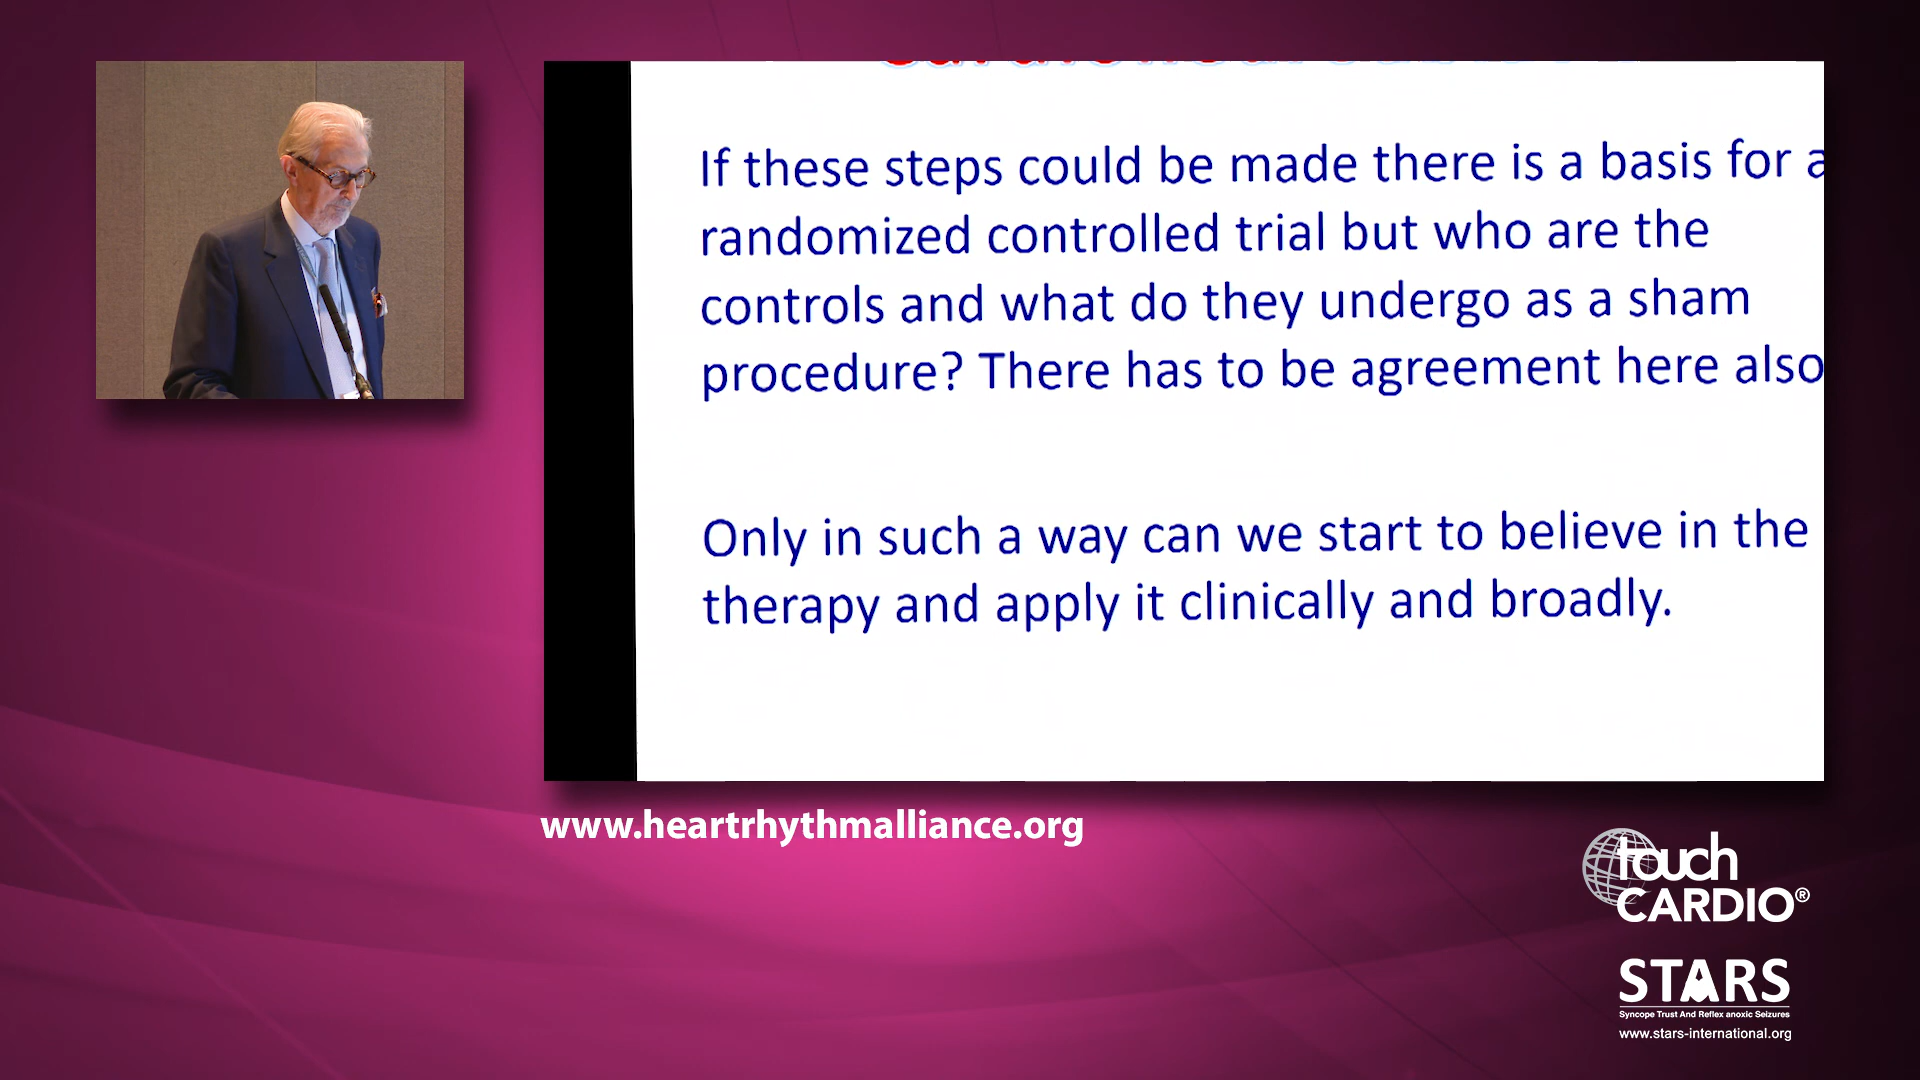 If these steps could be made there is a basis for a
randomized controlled trial but who are the
controls and what do they undergo as a sham
procedure? There has to be agreement here also
Only in such a way can we start to believe in the
therapy and apply it clinically and broadly.
www.heartrhythmalliance.org
touch
CARDIO®
STARS
Syncope Trust And Reflex anoxic Seizures
www.stars-international.org